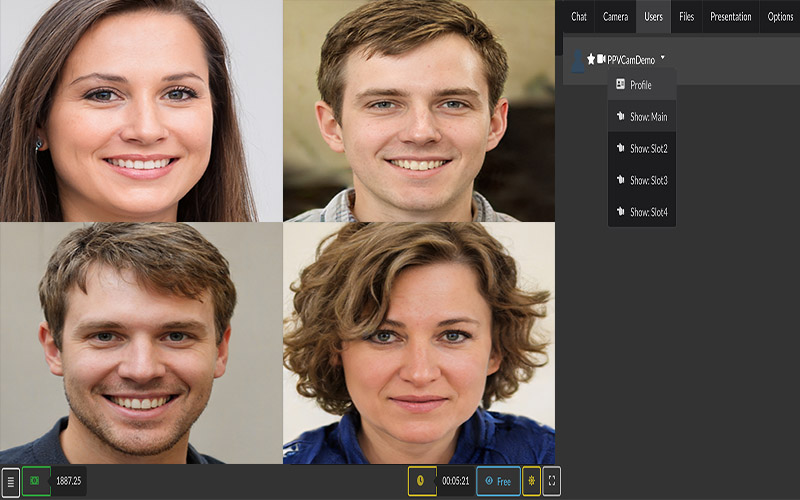 Chat Camera Users Files Presentation Options
PPVCamDemo
Profile
Show: Main
Show: Slot2
Show: Slot3
Show: Slot4
1887.25 00:05:21 Free